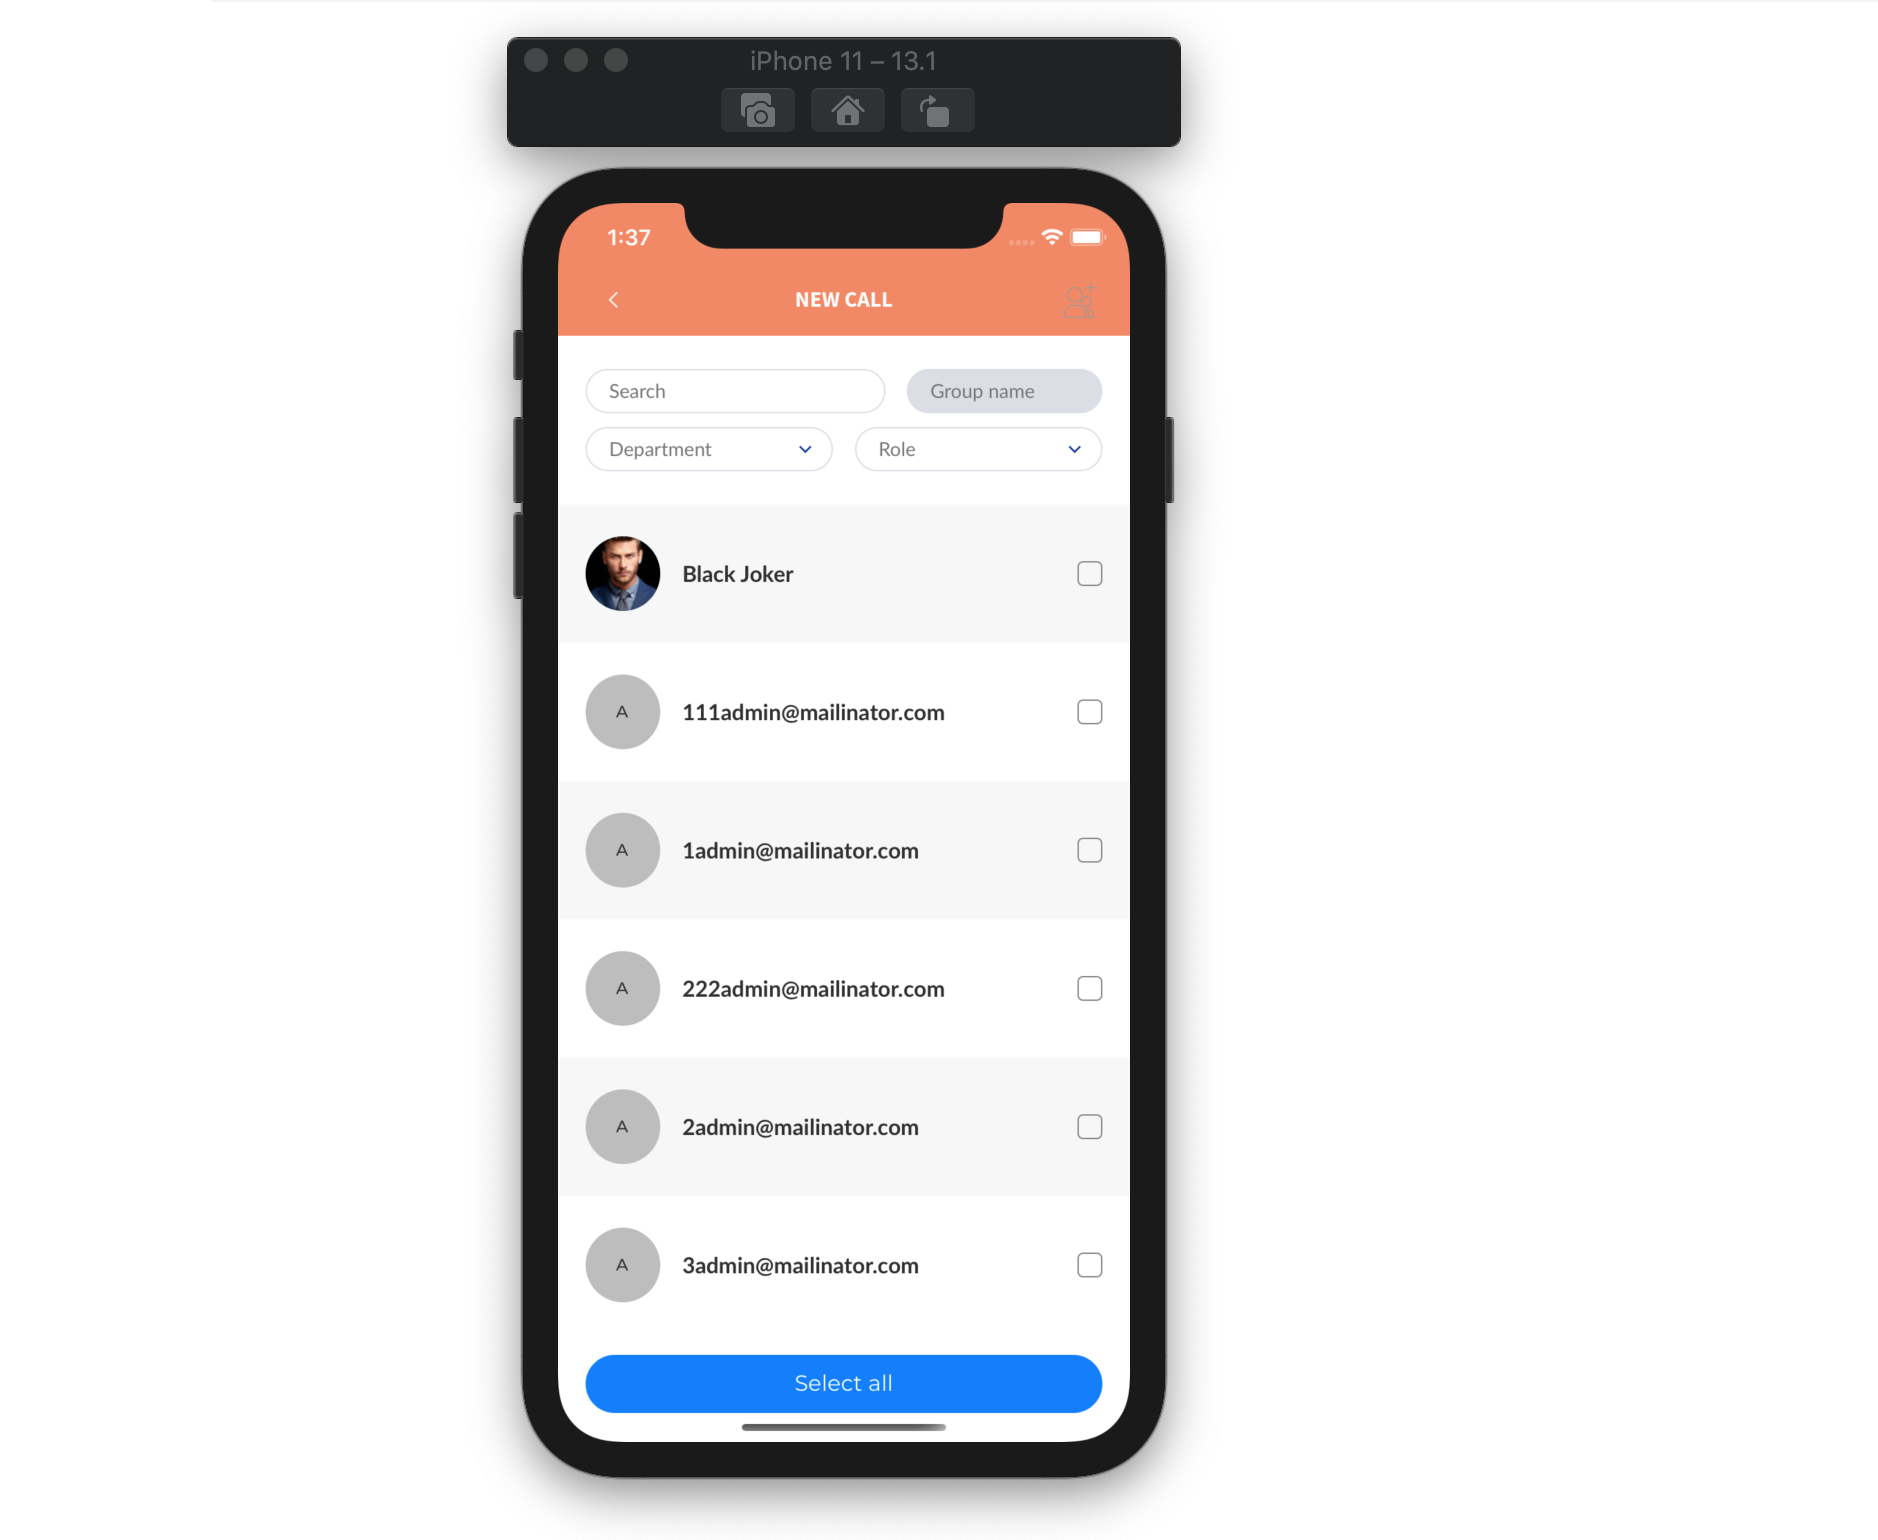 iPhone 11 – 13.1
1:37
NEW CALL
Search
Group name
Department
Role
Black Joker
A
111admin@mailinator.com
A
1admin@mailinator.com
A
222admin@mailinator.com
A
2admin@mailinator.com
A
3admin@mailinator.com
Select all